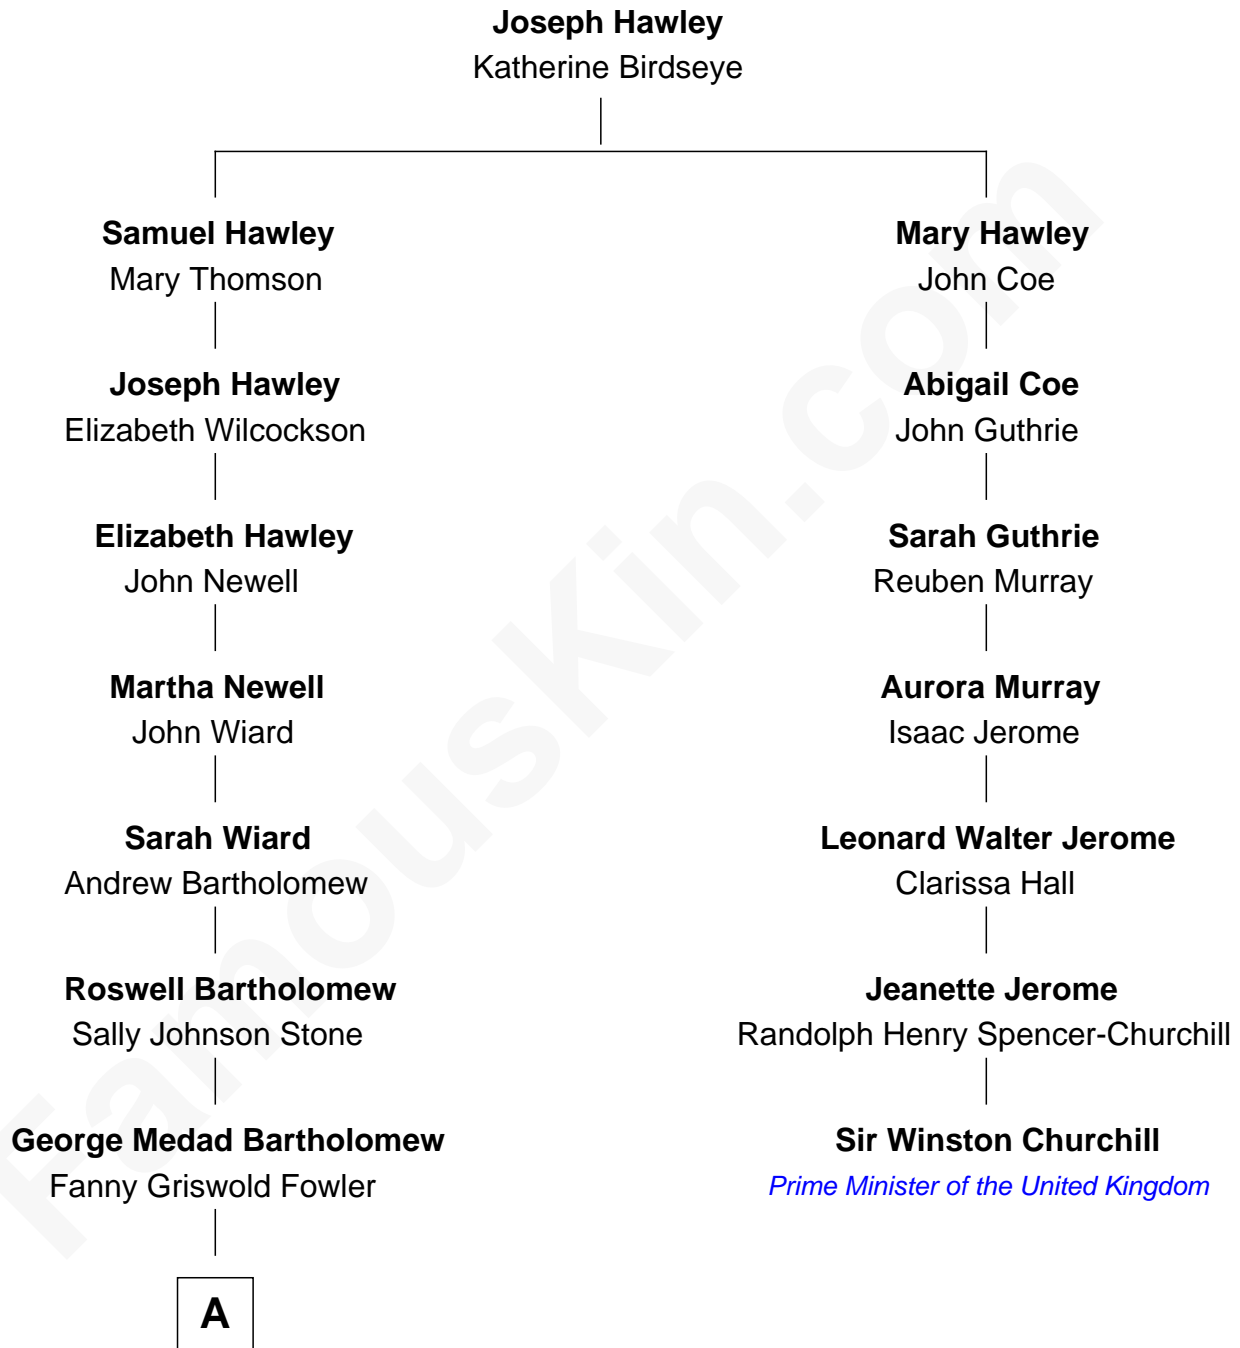 Joseph Hawley
Katherine Birdseye
Samuel Hawley
Mary Thomson
Mary Hawley
John Coe
Joseph Hawley
Elizabeth Wilcockson
Abigail Coe
John Guthrie
Elizabeth Hawley
John Newell
Sarah Guthrie
Reuben Murray
Martha Newell
John Wiard
Aurora Murray
Isaac Jerome
Sarah Wiard
Andrew Bartholomew
Leonard Walter Jerome
Clarissa Hall
Roswell Bartholomew
Sally Johnson Stone
Jeanette Jerome
Randolph Henry Spencer-Churchill
George Medad Bartholomew
Fanny Griswold Fowler
Sir Winston Churchill
Prime Minister of the United Kingdom
A
FamousKin.com